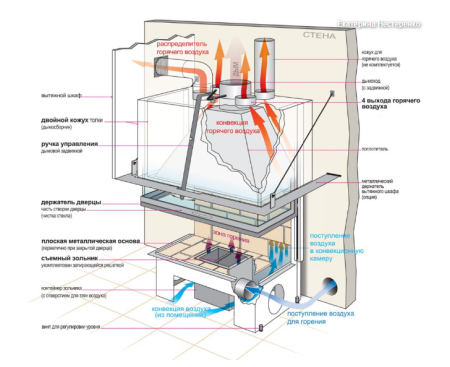 Екатерина Нестеренко
СТЕНА
распределитель
горячего воздуха
ДЫМ
кожух для
горячего воздуха
(не комплектуется)
дымоход
(с задвижкой)
4 выхода горячего
воздуха
вытяжной шкаф
двойной кожух топки
(дымосборник)
конвекция
горячего воздуха
ручка управления
дымовой задвижкой
уплотнитель
металлический
держатель
вытяжного шкафа
(опция)
держатель дверцы
часть створки дверцы
(чистка стекла)
зона горения
поступление
воздуха
в конвекционную
камеру
плоская металлическая основа
(герметично при закрытой дверце)
съемный зольник
укомплектован запирающейся решеткой
контейнер зольника
(с отверстием для забора воздуха)
конвекция воздуха
(из помещения)
поступление воздуха
для горения
винт для регулировки уровня